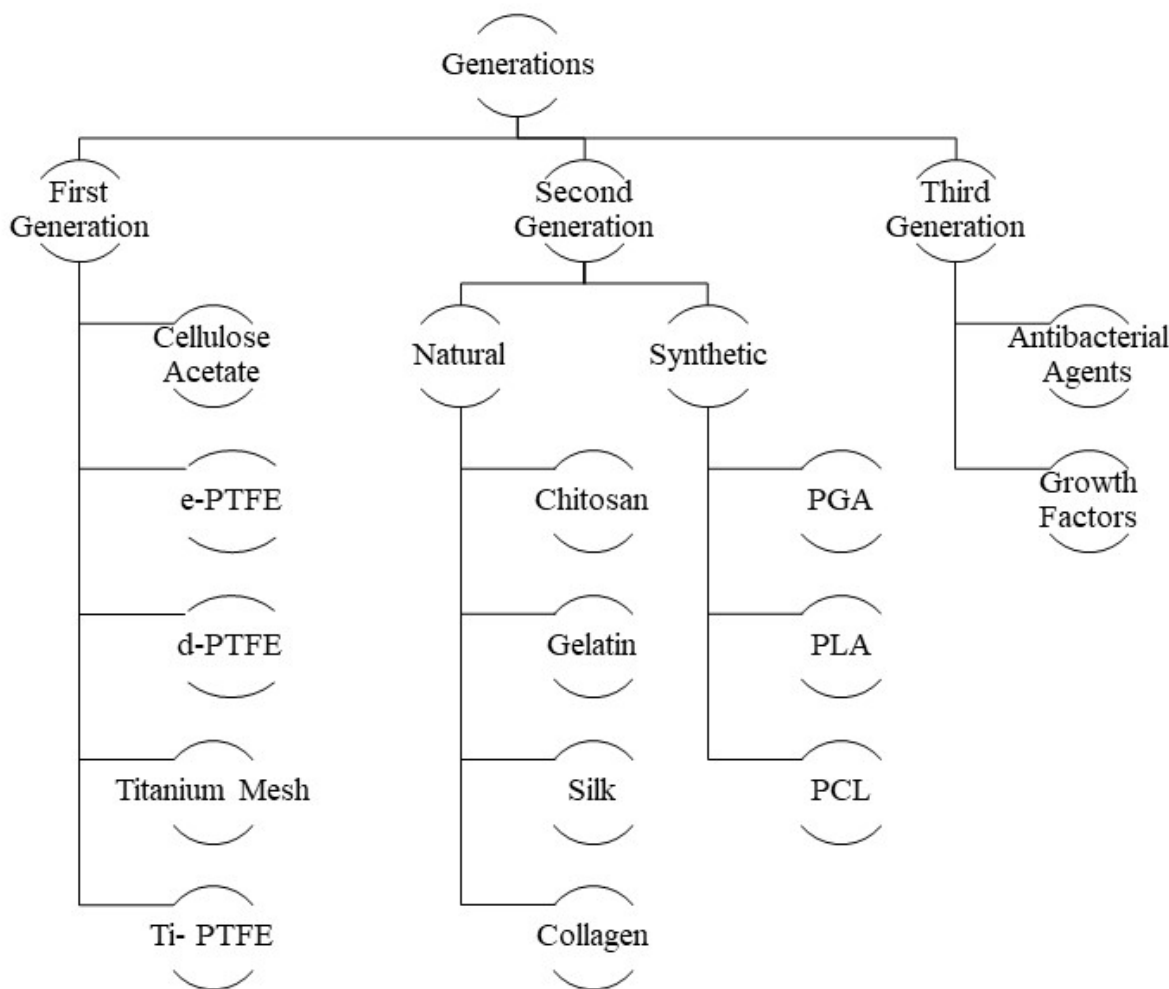 Generations
First
Generation
Second
Generation
Third
Generation
Cellulose
Acetate
e-PTFE
d-PTFE
Titanium Mesh
Ti- PTFE
Natural
Chitosan
Gelatin
Silk
Collagen
Synthetic
PGA
PLA
PCL
Antibacterial
Agents
Growth
Factors